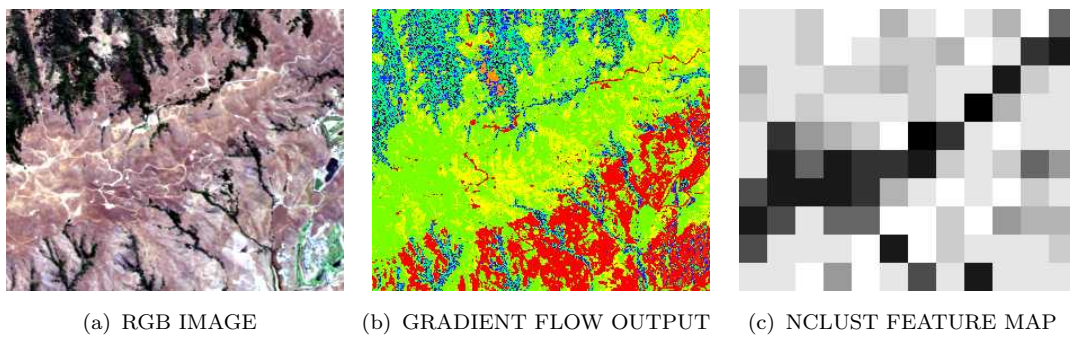 (a) RGB IMAGE
(b) GRADIENT FLOW OUTPUT
(c) NCLUST FEATURE MAP